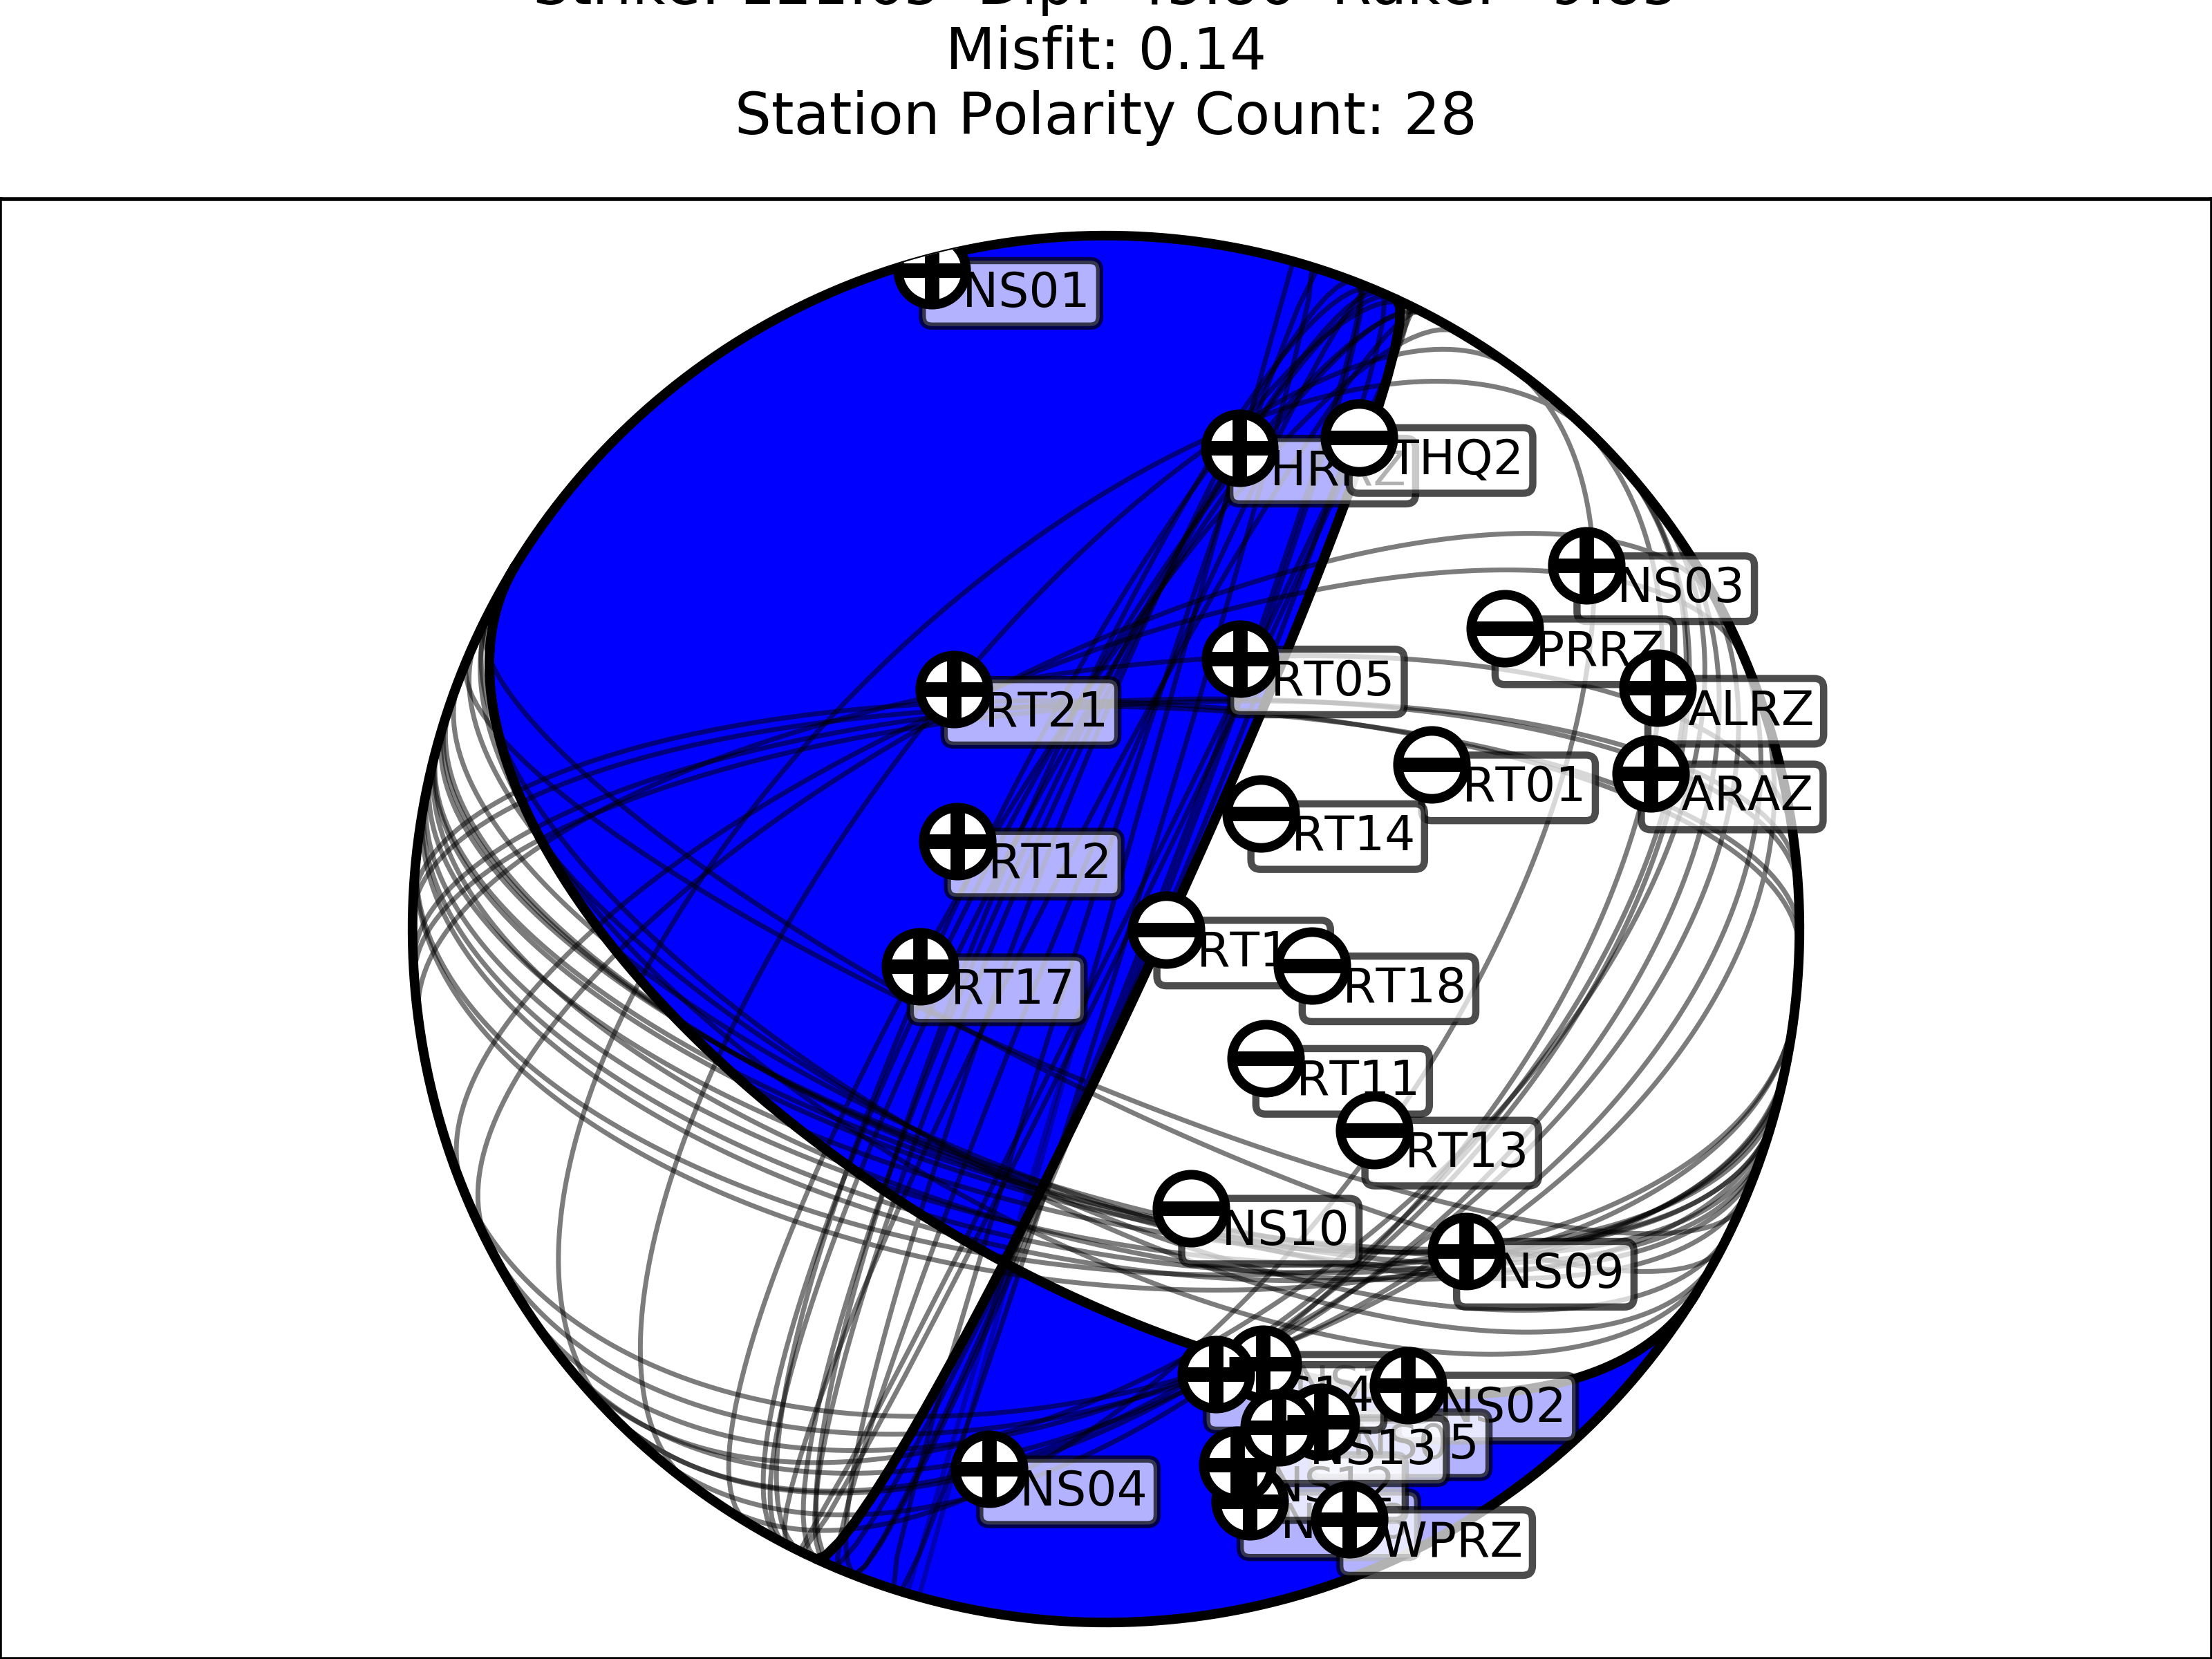 Misfit: 0.14
Station Polarity Count: 28
NS01
THQ2
NS03
PRRZ
RT05
RT21
ALRZ
RT01
ARAZ
RT14
RT12
RT18
RT17
RT11
RT13
NS10
NS09
NS02
NS13
NS04
WPRZ